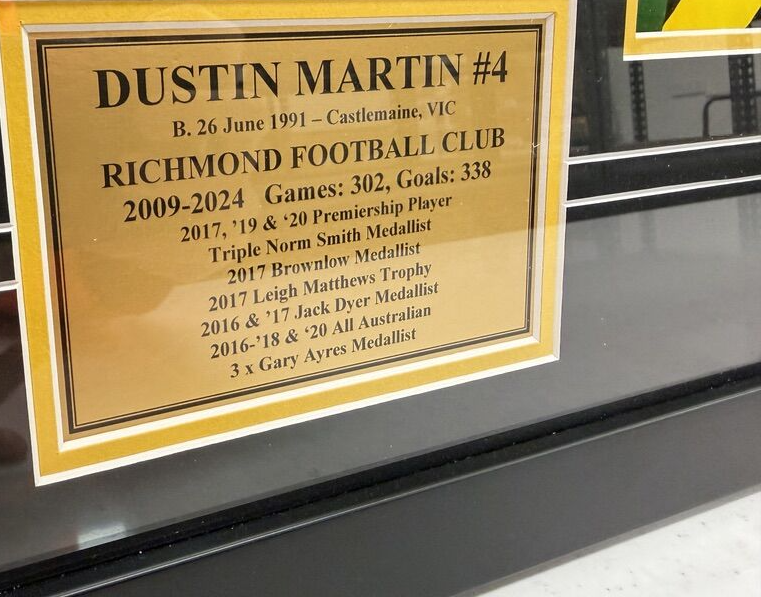 DUSTIN MARTIN #4
B. 26 June 1991 – Castlemaine, VIC
RICHMOND FOOTBALL CLUB
2009-2024 Games: 302, Goals: 338
2017, ’19 & ‘20 Premiership Player
Triple Norm Smith Medallist
2017 Brownlow Medallist
2017 Leigh Matthews Trophy
2016 & ’17 Jack Dyer Medallist
2016-’18 & ‘20 All Australian
3 x Gary Ayres Medallist